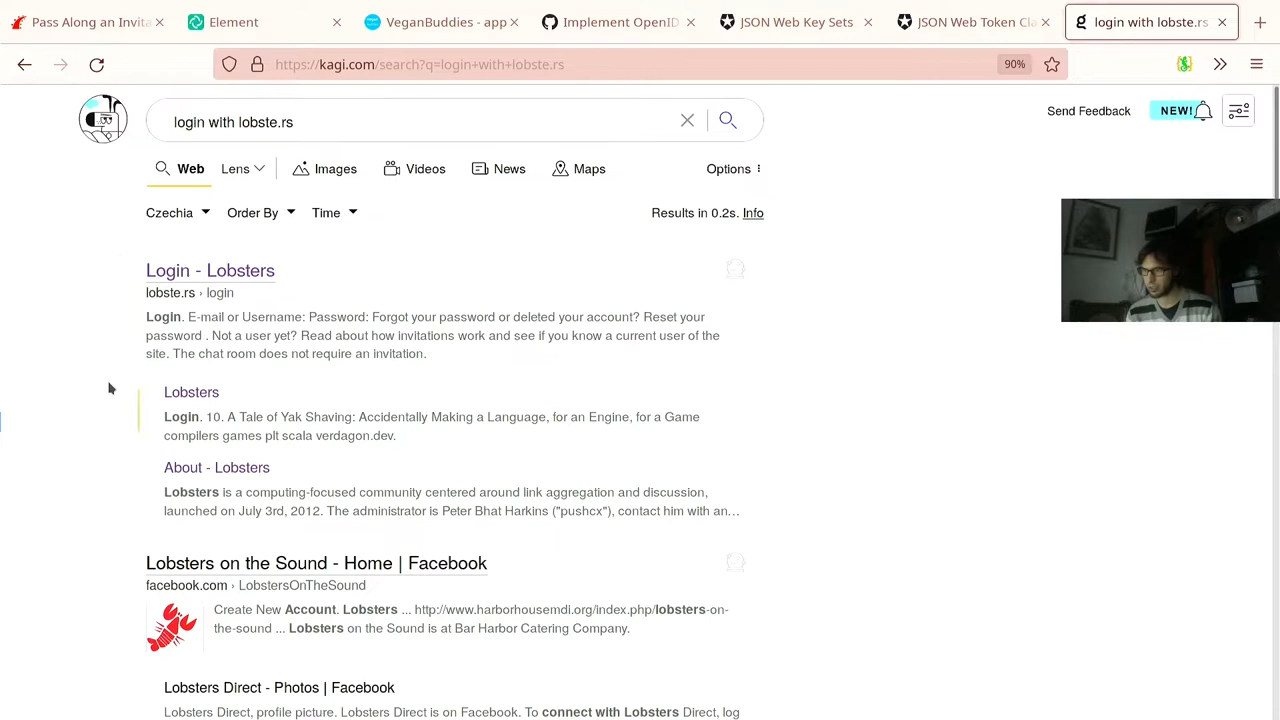 Pass Along an Invita
Element
VeganBuddies - app
Implement OpenID
JSON Web Key Sets
JSON Web Token Cla
login with lobste.rs
https://kagi.com/search?q=login+with+lobste.rs
90%
login with lobste.rs
Send Feedback
NEW!
Web
Lens
Images
Videos
News
Maps
Options
Czechia
Order By
Time
Results in 0.2s. Info
Login - Lobsters
lobste.rs › login
Login. E-mail or Username: Password: Forgot your password or deleted your account? Reset your
password . Not a user yet? Read about how invitations work and see if you know a current user of the
site. The chat room does not require an invitation.
Lobsters
Login. 10. A Tale of Yak Shaving: Accidentally Making a Language, for an Engine, for a Game
compilers games plt scala verdagon.dev.
About - Lobsters
Lobsters is a computing-focused community centered around link aggregation and discussion,
launched on July 3rd, 2012. The administrator is Peter Bhat Harkins ("pushcx"), contact him with an…
Lobsters on the Sound - Home | Facebook
facebook.com › LobstersOnTheSound
Create New Account. Lobsters ... http://www.harborhousemdi.org/index.php/lobsters-on-
the-sound ... Lobsters on the Sound is at Bar Harbor Catering Company.
Lobsters Direct - Photos | Facebook
Lobsters Direct, profile picture. Lobsters Direct is on Facebook. To connect with Lobsters Direct, log